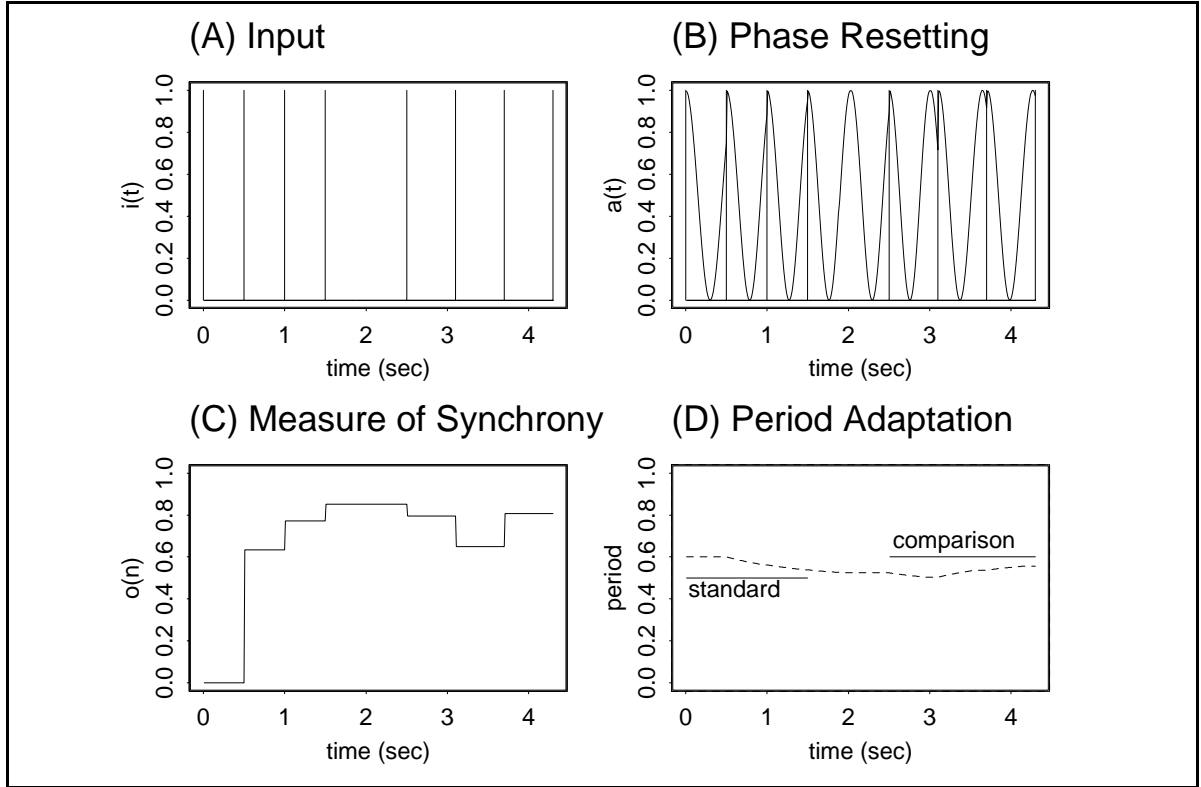 (A) Input
i(t)
0.0 0.2 0.4 0.6 0.8 1.0
0 1 2 3 4
time (sec)
(B) Phase Resetting
a(t)
0.0 0.2 0.4 0.6 0.8 1.0
0 1 2 3 4
time (sec)
(C) Measure of Synchrony
o(n)
0.0 0.2 0.4 0.6 0.8 1.0
0 1 2 3 4
time (sec)
(D) Period Adaptation
period
0.0 0.2 0.4 0.6 0.8 1.0
comparison
standard
0 1 2 3 4
time (sec)